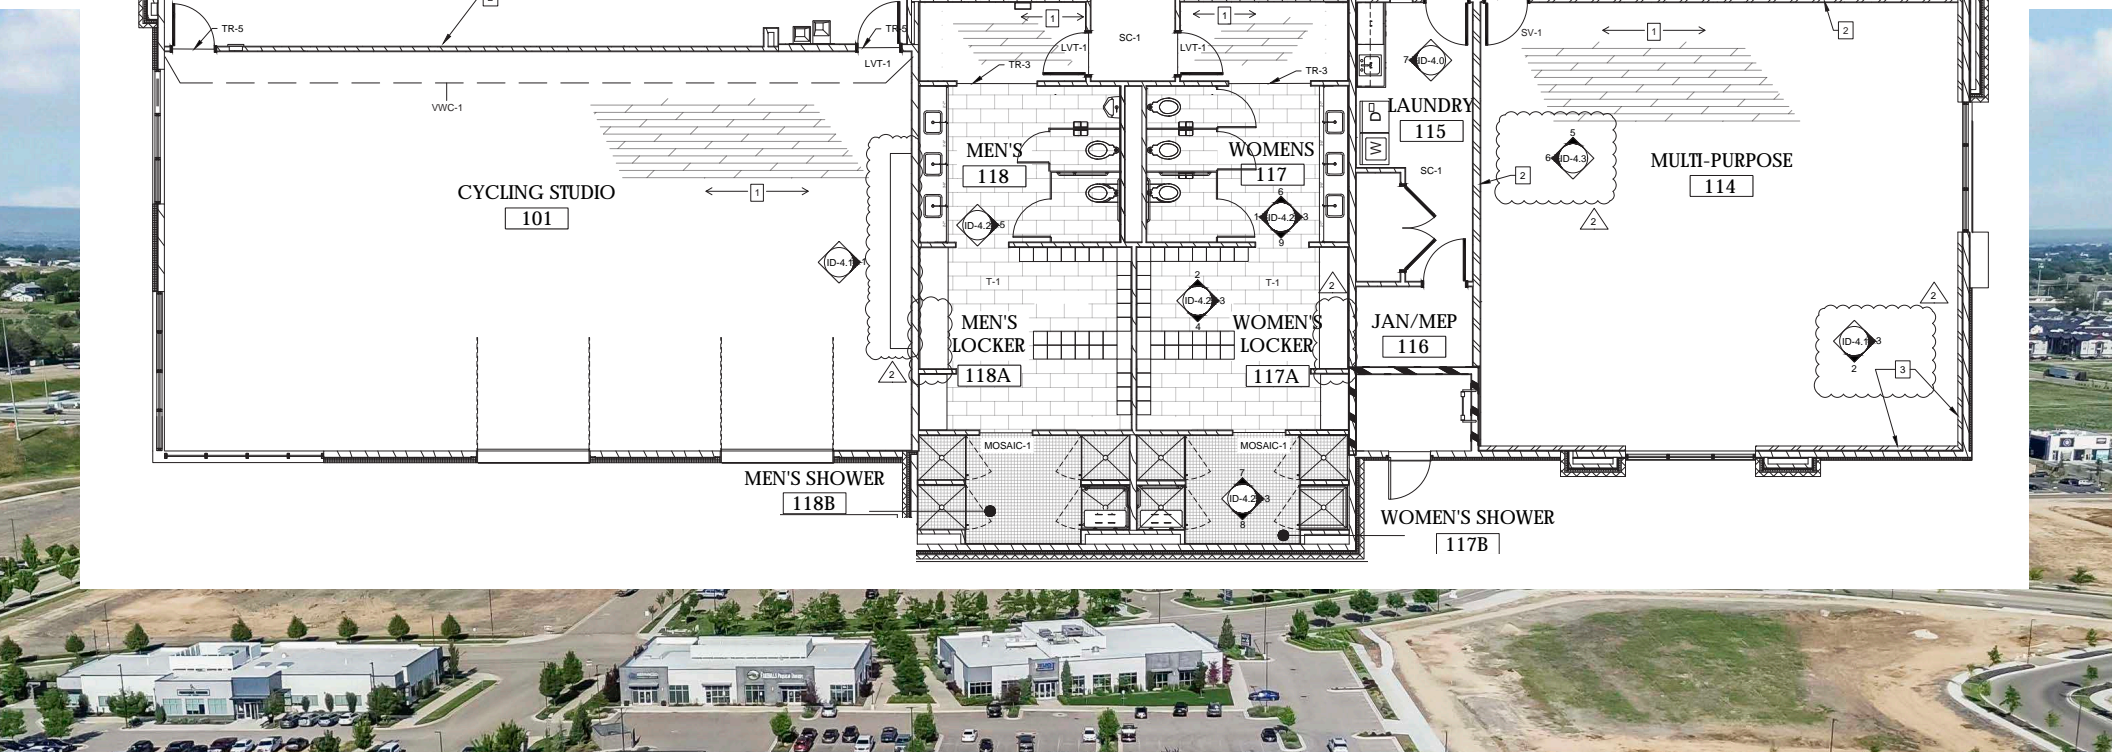 TR-5
TR-5
LVT-1
VWC-1
CYCLING STUDIO
101
1
ID-4.1
1
2
1
LVT-1
SC-1
1
LVT-1
TR-3
TR-3
MEN'S
118
WOMENS
117
ID-4.2
5
6
1
ID-4.2
3
9
T-1
T-1
2
ID-4.2
3
4
2
MEN'S
LOCKER
118A
WOMEN'S
LOCKER
117A
MOSAIC-1
MOSAIC-1
MEN'S SHOWER
118B
7
ID-4.2
3
8
WOMEN'S SHOWER
117B
7
ID-4.0
D
LAUNDRY
115
W
SC-1
JAN/MEP
116
SV-1
1
2
5
6
ID-4.3
2
2
MULTI-PURPOSE
114
2
ID-4.1
3
2
3